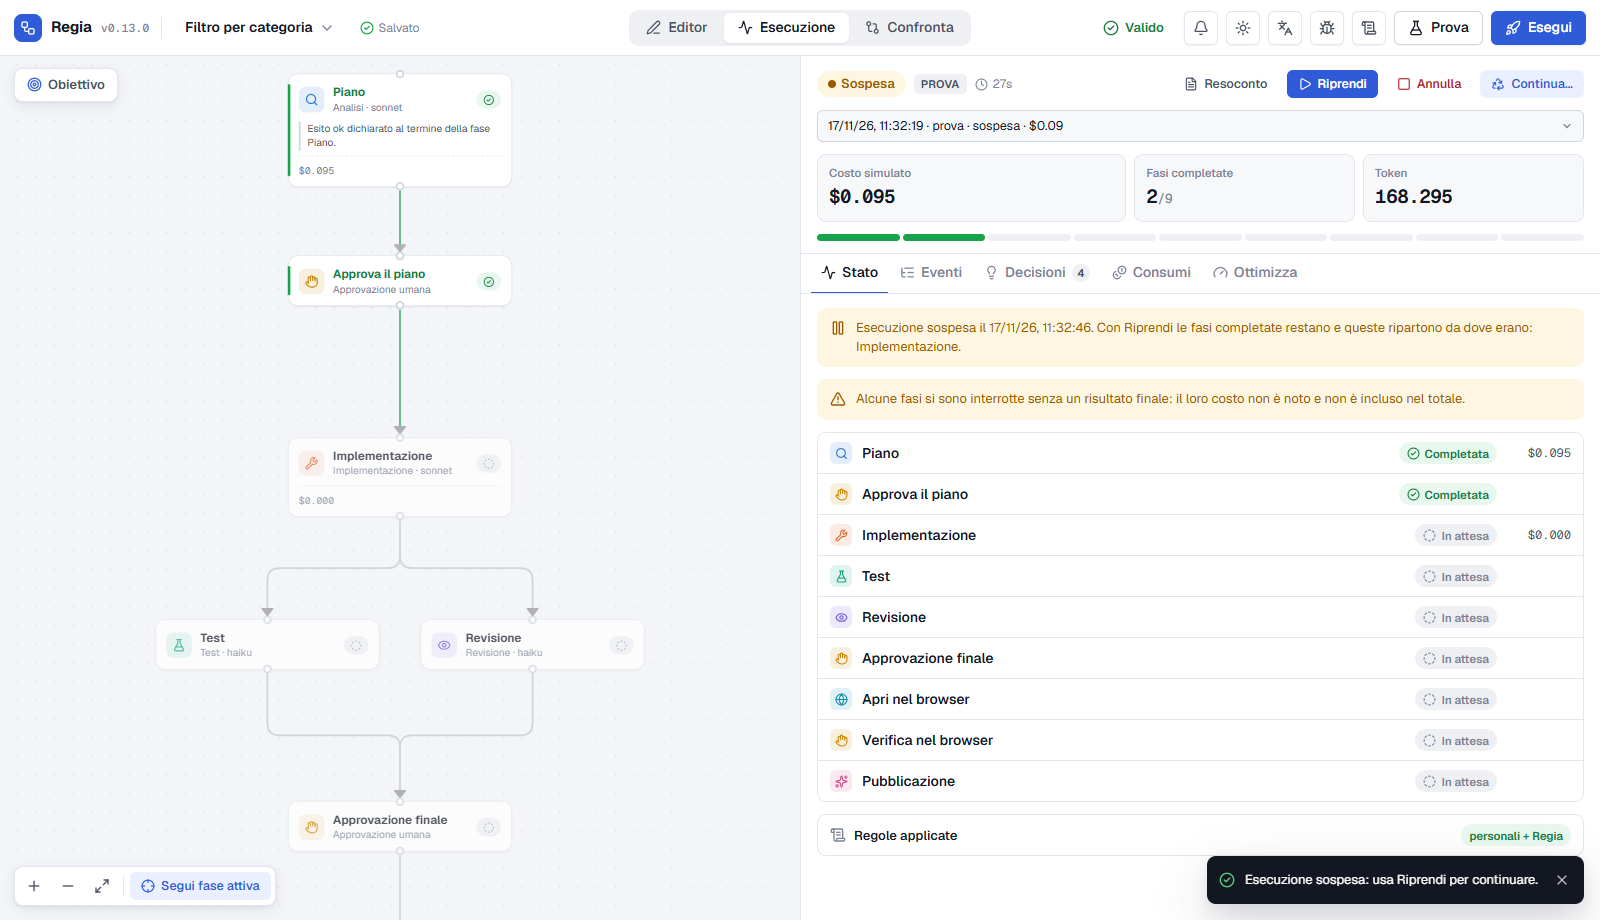 Regia v0.13.0
Filtro per categoria
Salvato
Editor
Esecuzione
Confronta
Valido
Prova
Esegui
Obiettivo
Piano
Analisi · sonnet
Esito ok dichiarato al termine della fase
Piano.
$0.095
Approva il piano
Approvazione umana
Implementazione
Implementazione · sonnet
$0.000
Test
Test · haiku
Revisione
Revisione · haiku
Approvazione finale
Approvazione umana
Segui fase attiva
Sospesa
PROVA
27s
Resoconto
Riprendi
Annulla
Continua...
17/11/26, 11:32:19 · prova · sospesa · $0.09
Costo simulato
$0.095
Fasi completate
2/9
Token
168.295
Stato
Eventi
Decisioni 4
Consumi
Ottimizza
Esecuzione sospesa il 17/11/26, 11:32:46. Con Riprendi le fasi completate restano e queste ripartono da dove erano:
Implementazione.
Alcune fasi si sono interrotte senza un risultato finale: il loro costo non è noto e non è incluso nel totale.
Piano Completata $0.095
Approva il piano Completata
Implementazione In attesa $0.000
Test In attesa
Revisione In attesa
Approvazione finale In attesa
Apri nel browser In attesa
Verifica nel browser In attesa
Pubblicazione In attesa
Regole applicate personali + Regia
Esecuzione sospesa: usa Riprendi per continuare.